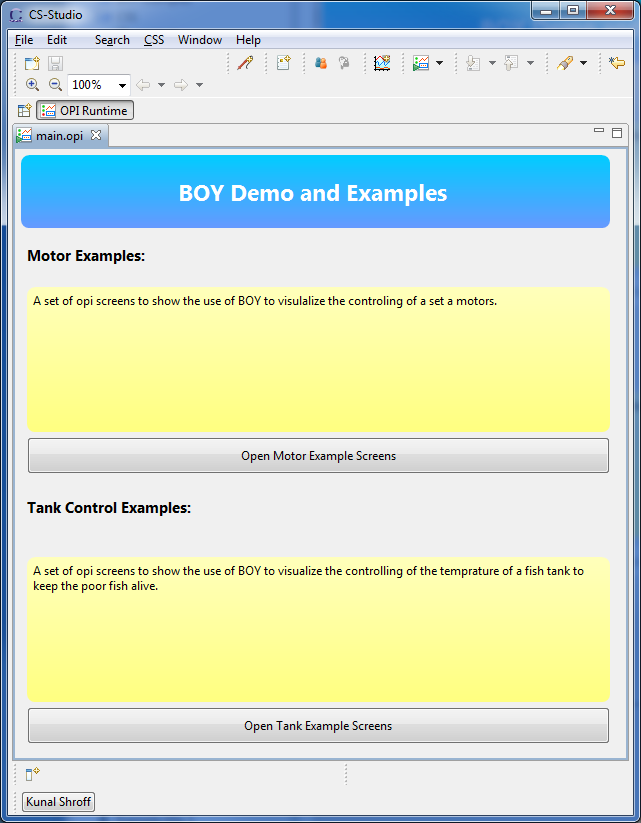 CS-Studio
File Edit Search CSS Window Help
100%
OPI Runtime
main.opi
BOY Demo and Examples
Motor Examples:
A set of opi screens to show the use of BOY to visulalize the controling of a set a motors.
Open Motor Example Screens
Tank Control Examples:
A set of opi screens to show the use of BOY to visualize the controlling of the temprature of a fish tank to
keep the poor fish alive.
Open Tank Example Screens
Kunal Shroff